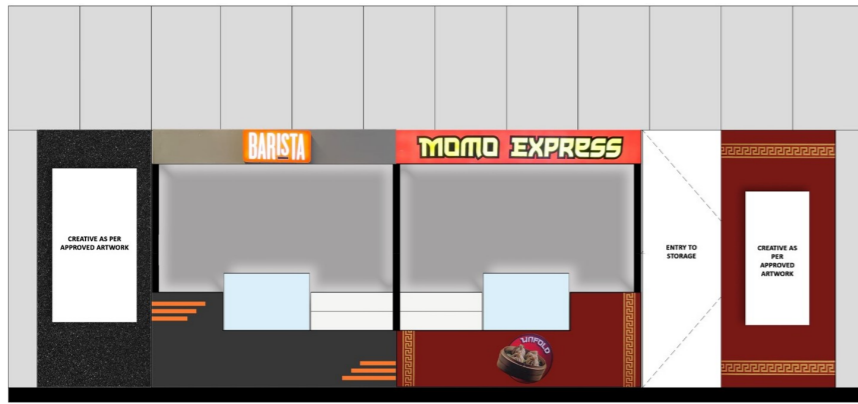 BARISTA
MOMO EXPRESS
CREATIVE AS PER
APPROVED ARTWORK
ENTRY TO
STORAGE
CREATIVE AS
PER
APPROVED
ARTWORK
UNFOLD